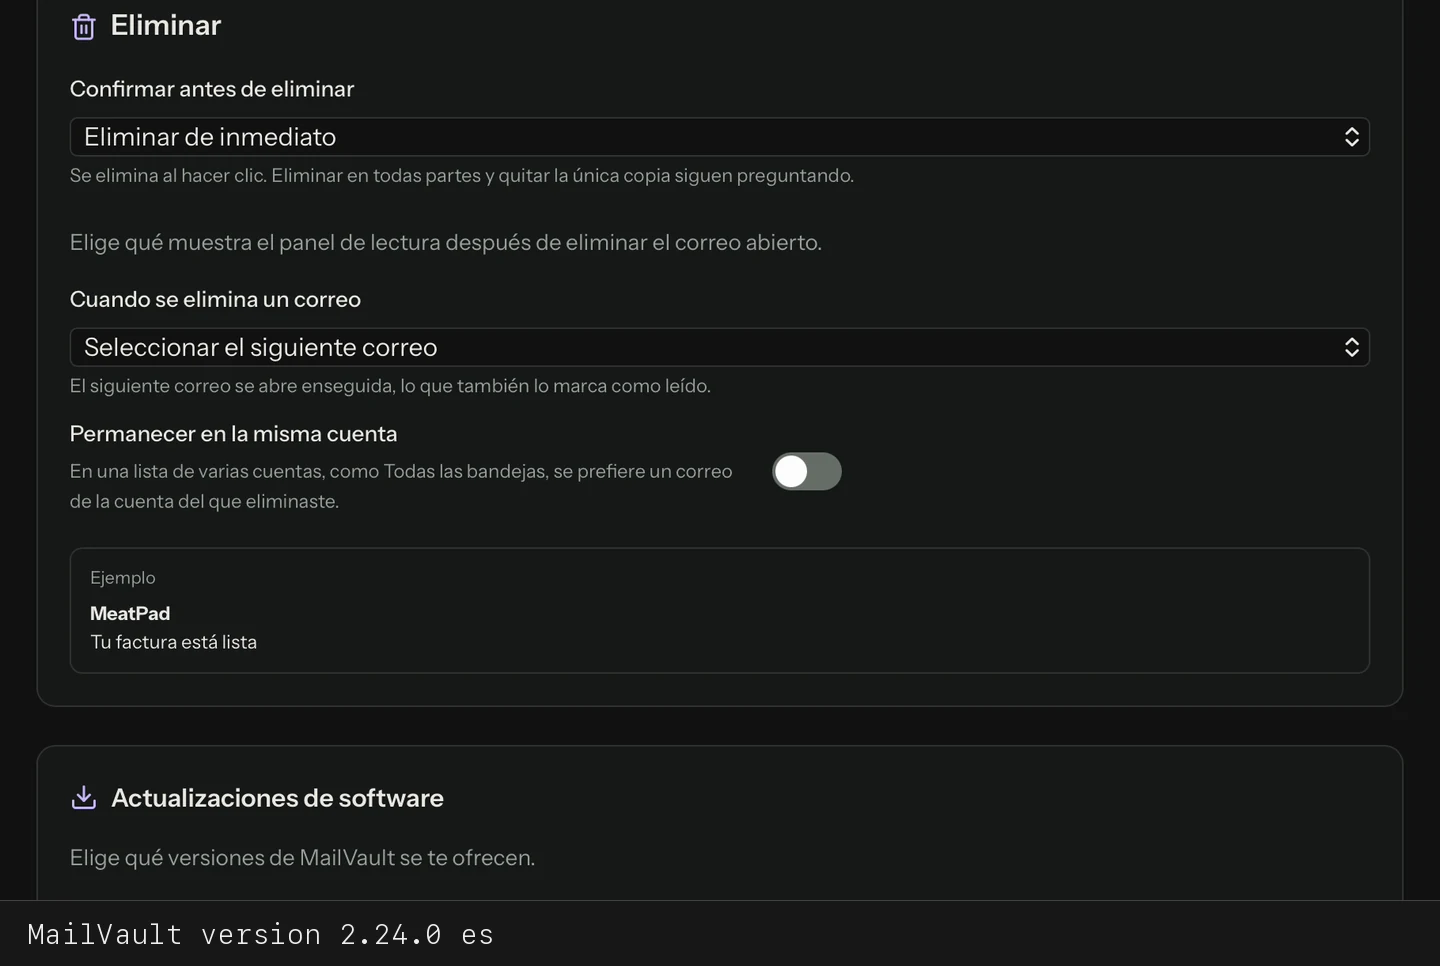 Eliminar
Confirmar antes de eliminar
Eliminar de inmediato
Se elimina al hacer clic. Eliminar en todas partes y quitar la única copia siguen preguntando.
Elige qué muestra el panel de lectura después de eliminar el correo abierto.
Cuando se elimina un correo
Seleccionar el siguiente correo
El siguiente correo se abre enseguida, lo que también lo marca como leído.
Permanecer en la misma cuenta
En una lista de varias cuentas, como Todas las bandejas, se prefiere un correo
de la cuenta del que eliminaste.
Ejemplo
MeatPad
Tu factura está lista
Actualizaciones de software
Elige qué versiones de MailVault se te ofrecen.
MailVault version 2.24.0 es